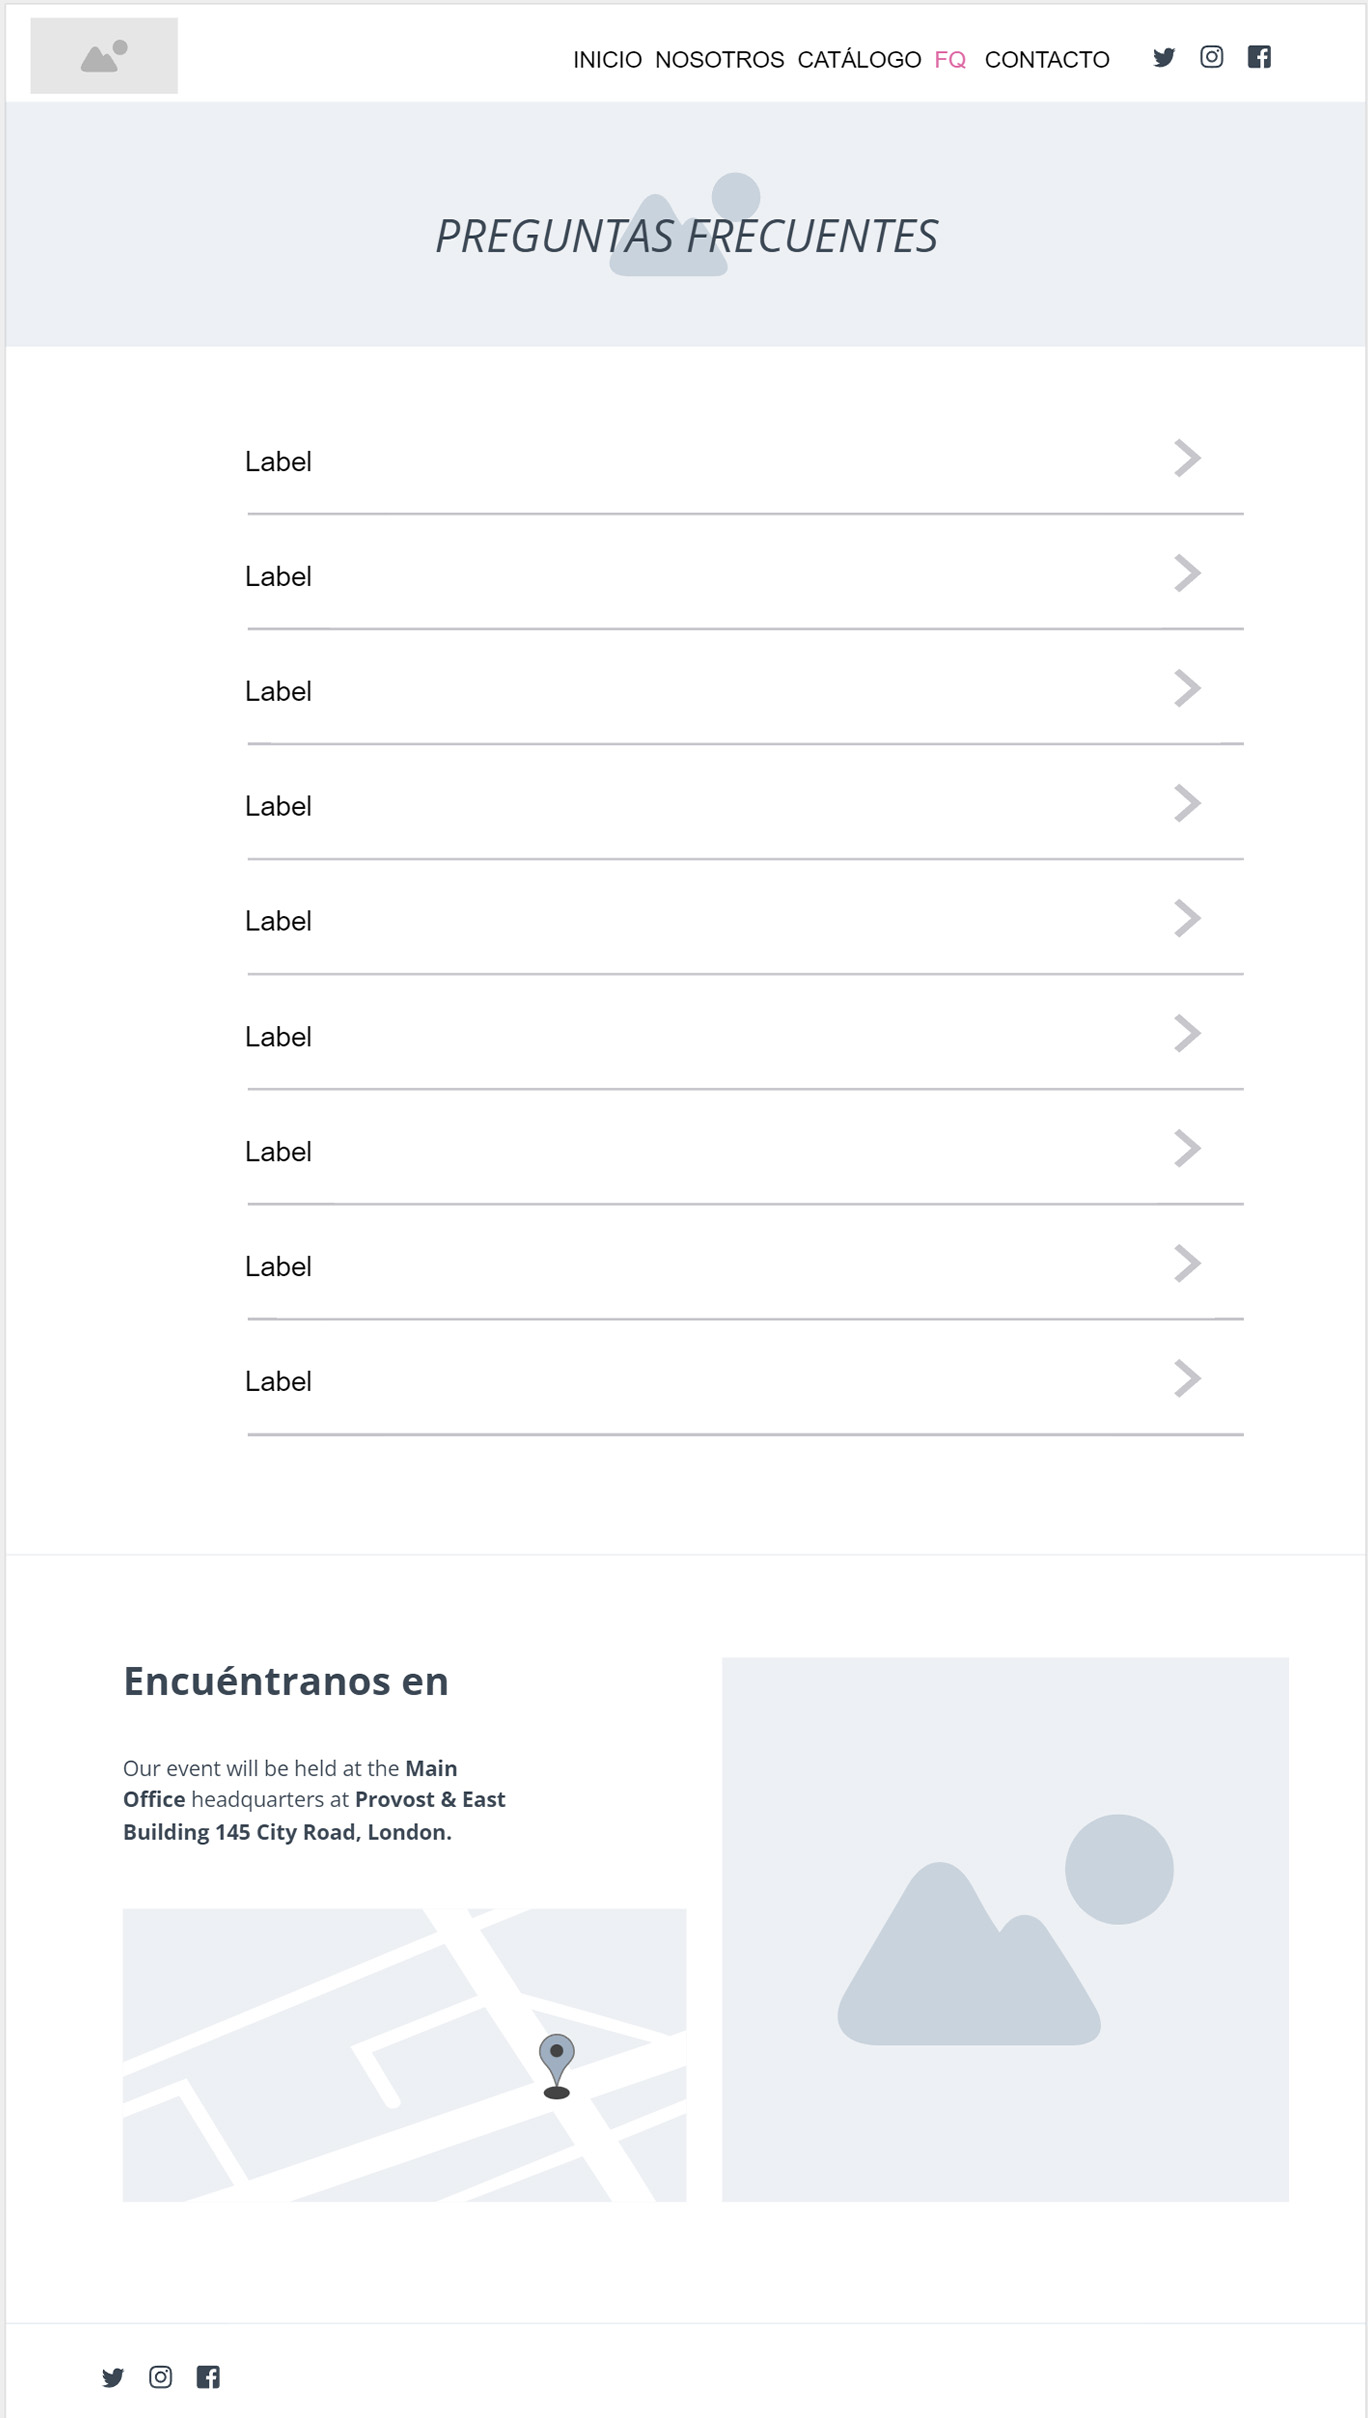 INICIO NOSOTROS CATÁLOGO FQ CONTACTO
PREGUNTAS FRECUENTES
Label
Label
Label
Label
Label
Label
Label
Label
Label
Encuéntranos en
Our event will be held at the Main
Office headquarters at Provost & East
Building 145 City Road, London.